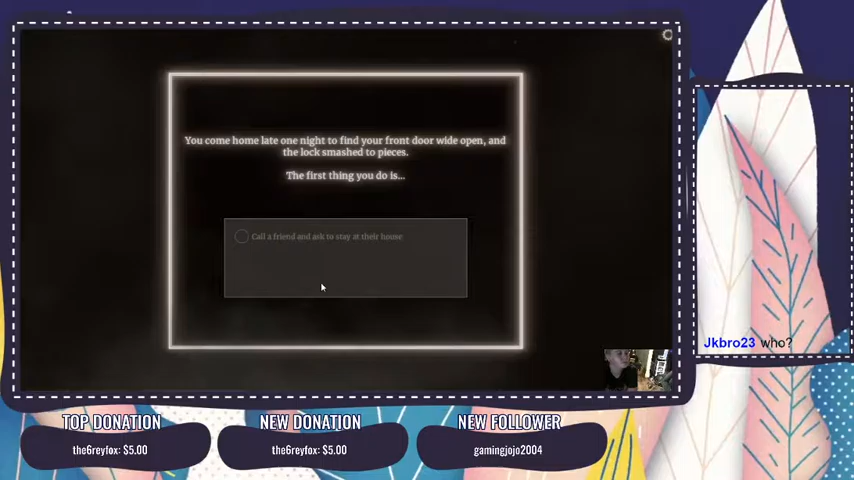 You come home late one night to find your front door wide open, and
the lock smashed to pieces.
The first thing you do is...
Call a friend and ask to stay at their house
Jkbro23 who?
TOP DONATION
the6reyfox: $5.00
NEW DONATION
the6reyfox: $5.00
NEW FOLLOWER
gamingjojo2004